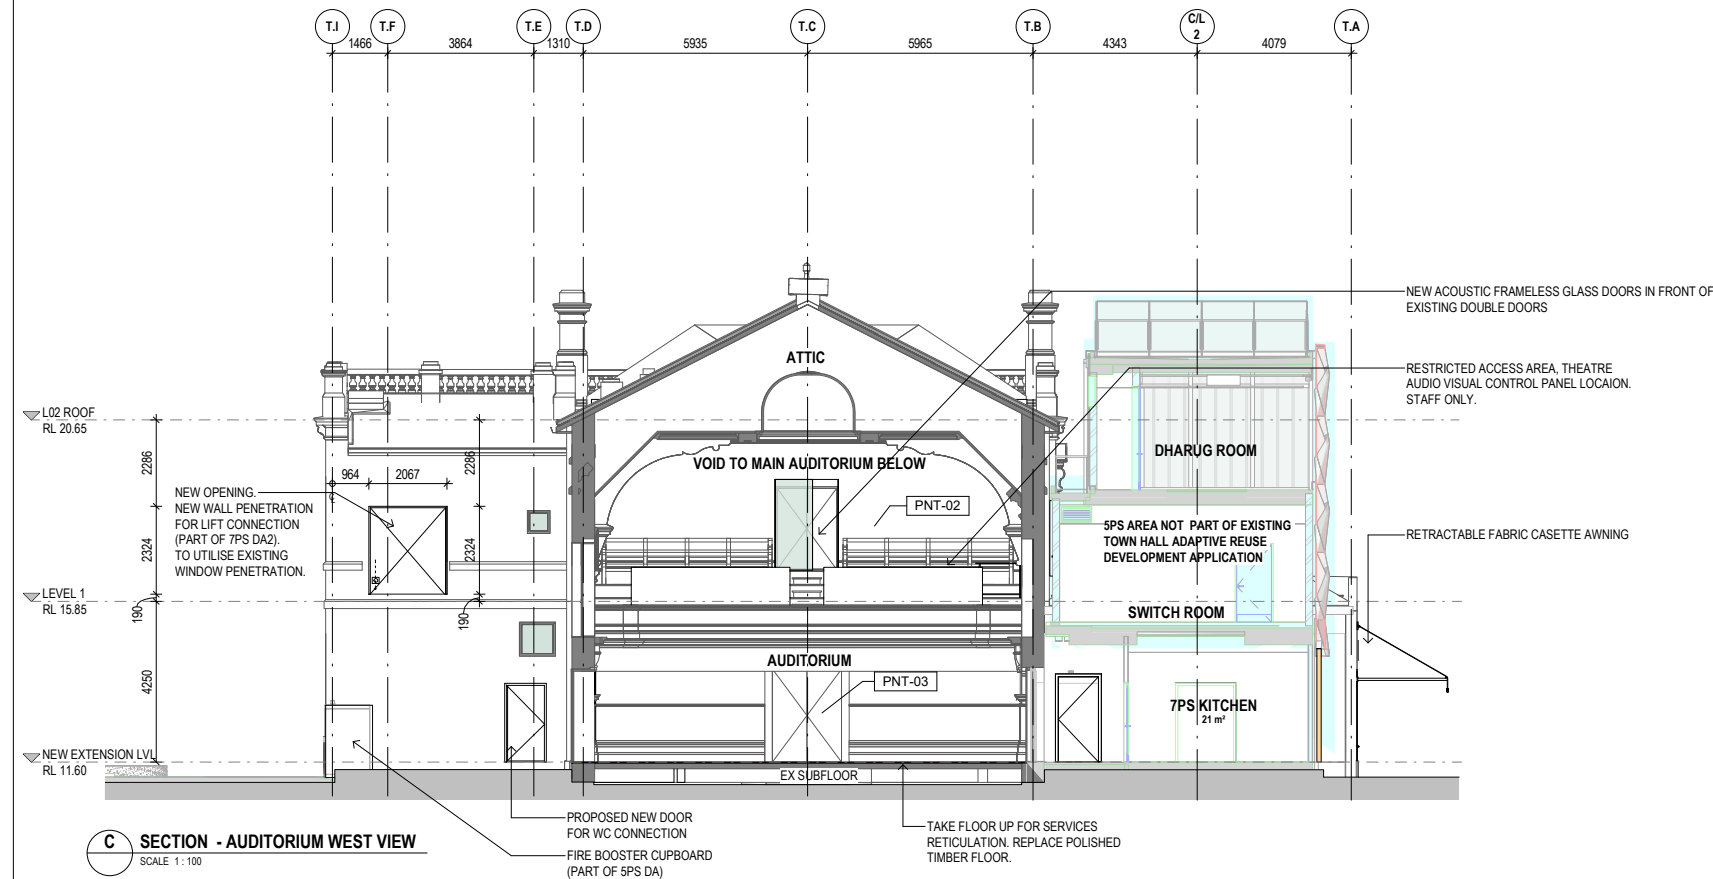 T.I
T.F
T.E
T.D
T.C
T.B
C/L
2
T.A
1466
3864
1310
5935
5965
4343
4079
NEW ACOUSTIC FRAMELESS GLASS DOORS IN FRONT OF
EXISTING DOUBLE DOORS
ATTIC
RESTRICTED ACCESS AREA, THEATRE
AUDIO VISUAL CONTROL PANEL LOCAION.
STAFF ONLY.
L02 ROOF
RL 20.65
2286
2286
964
2067
VOID TO MAIN AUDITORIUM BELOW
DHARUG ROOM
NEW OPENING.
NEW WALL PENETRATION
FOR LIFT CONNECTION
(PART OF 7PS DA2).
TO UTILISE EXISTING
WINDOW PENETRATION.
PNT-02
5PS AREA NOT PART OF EXISTING
TOWN HALL ADAPTIVE REUSE
DEVELOPMENT APPLICATION
RETRACTABLE FABRIC CASETTE AWNING
2324
2324
LEVEL 1
RL 15.85
190
190
SWITCH ROOM
4250
AUDITORIUM
PNT-03
7PS KITCHEN
21 m²
NEW EXTENSION LVL
RL 11.60
EX SUBFLOOR
PROPOSED NEW DOOR
FOR WC CONNECTION
FIRE BOOSTER CUPBOARD
(PART OF 5PS DA)
TAKE FLOOR UP FOR SERVICES
RETICULATION. REPLACE POLISHED
TIMBER FLOOR.
C
SECTION - AUDITORIUM WEST VIEW
SCALE 1 : 100